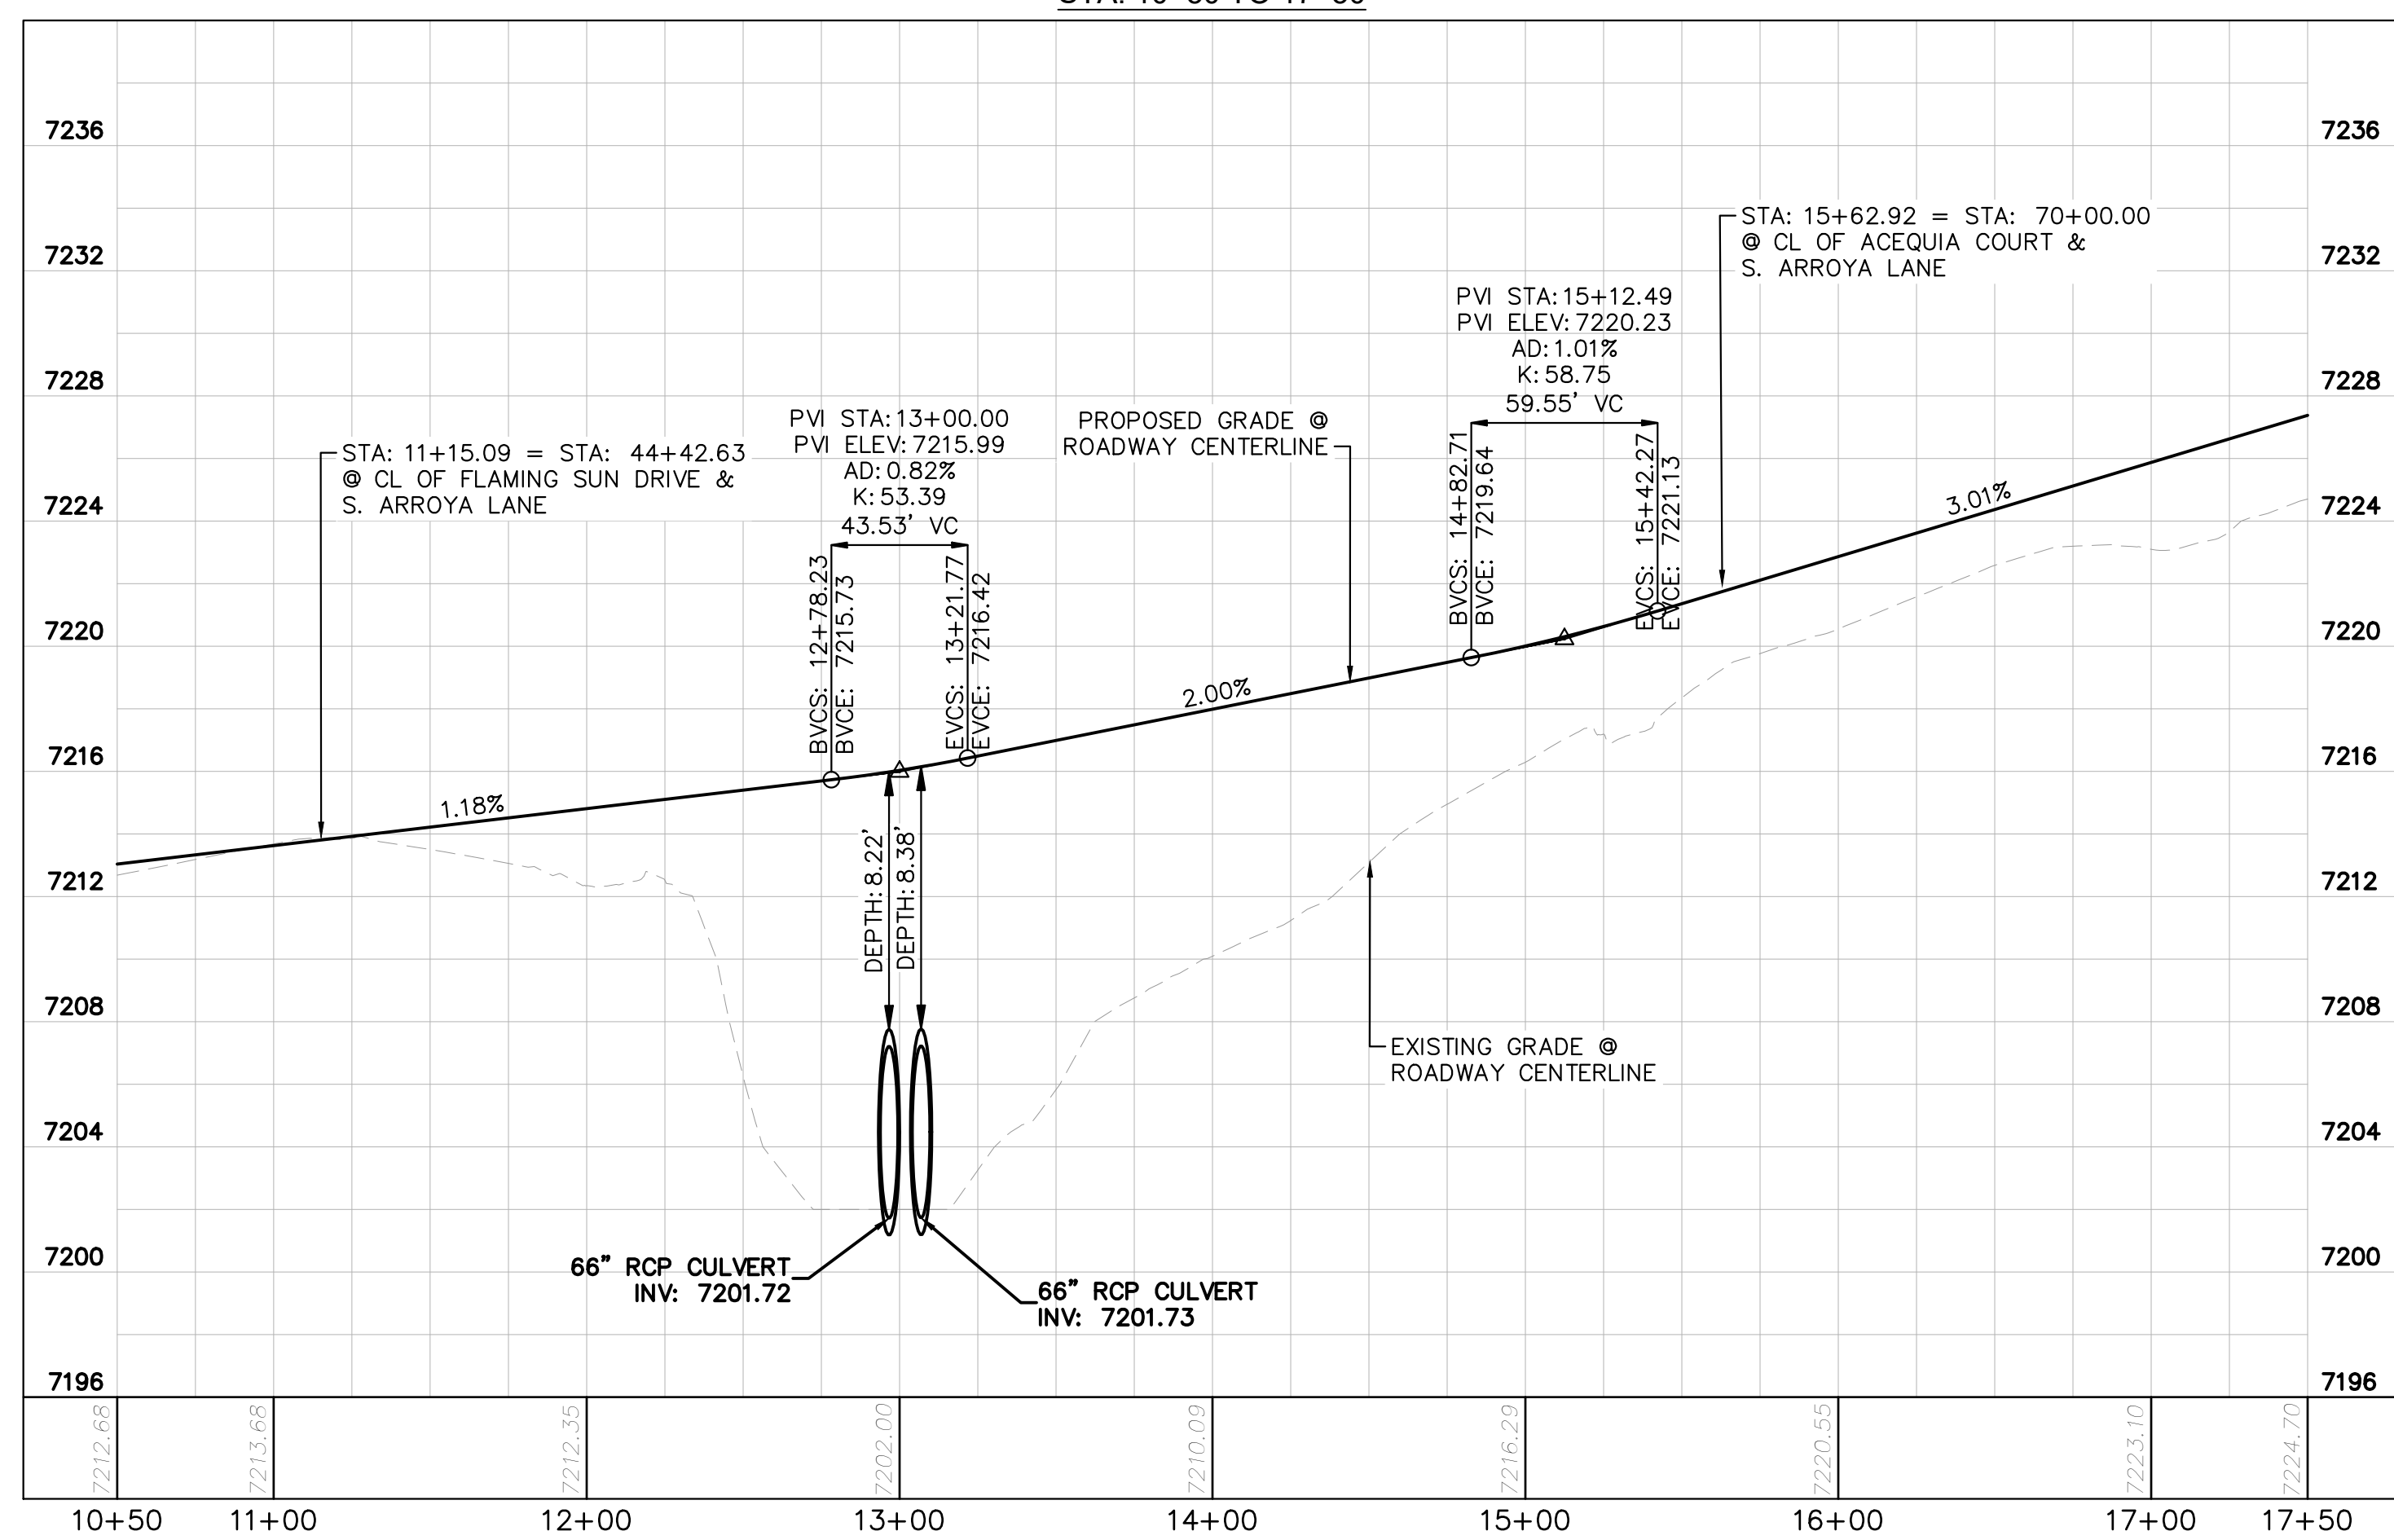 7236
7236
STA: 15+62.92 = STA: 70+00.00
@ CL OF ACEQUIA COURT &
S. ARROYA LANE
7232
7232
PVI STA:15+12.49
PVI ELEV:7220.23
AD:1.01%
K:58.75
59.55' VC
7228
7228
PVI STA:13+00.00
PVI ELEV:7215.99
AD:0.82%
K:53.39
43.53' VC
PROPOSED GRADE @
ROADWAY CENTERLINE
STA: 11+15.09 = STA: 44+42.63
@ CL OF FLAMING SUN DRIVE &
S. ARROYA LANE
BVCS: 14+82.71
BVCE: 7219.64
EVCS: 15+42.27
EVCE: 7221.13
3.01%
7224
7224
BVCS: 12+78.23
BVCE: 7215.73
EVCS: 13+21.77
EVCE: 7216.42
7220
7220
2.00%
7216
7216
1.18%
DEPTH:8.22'
DEPTH:8.38'
7212
7212
7208
7208
EXISTING GRADE @
ROADWAY CENTERLINE
7204
7204
7200
7200
66" RCP CULVERT
INV: 7201.72
66" RCP CULVERT
INV: 7201.73
7196
7196
7212.68
7213.68
7212.35
7202.00
7210.09
7216.29
7220.55
7223.10
7224.70
10+50
11+00
12+00
13+00
14+00
15+00
16+00
17+00
17+50